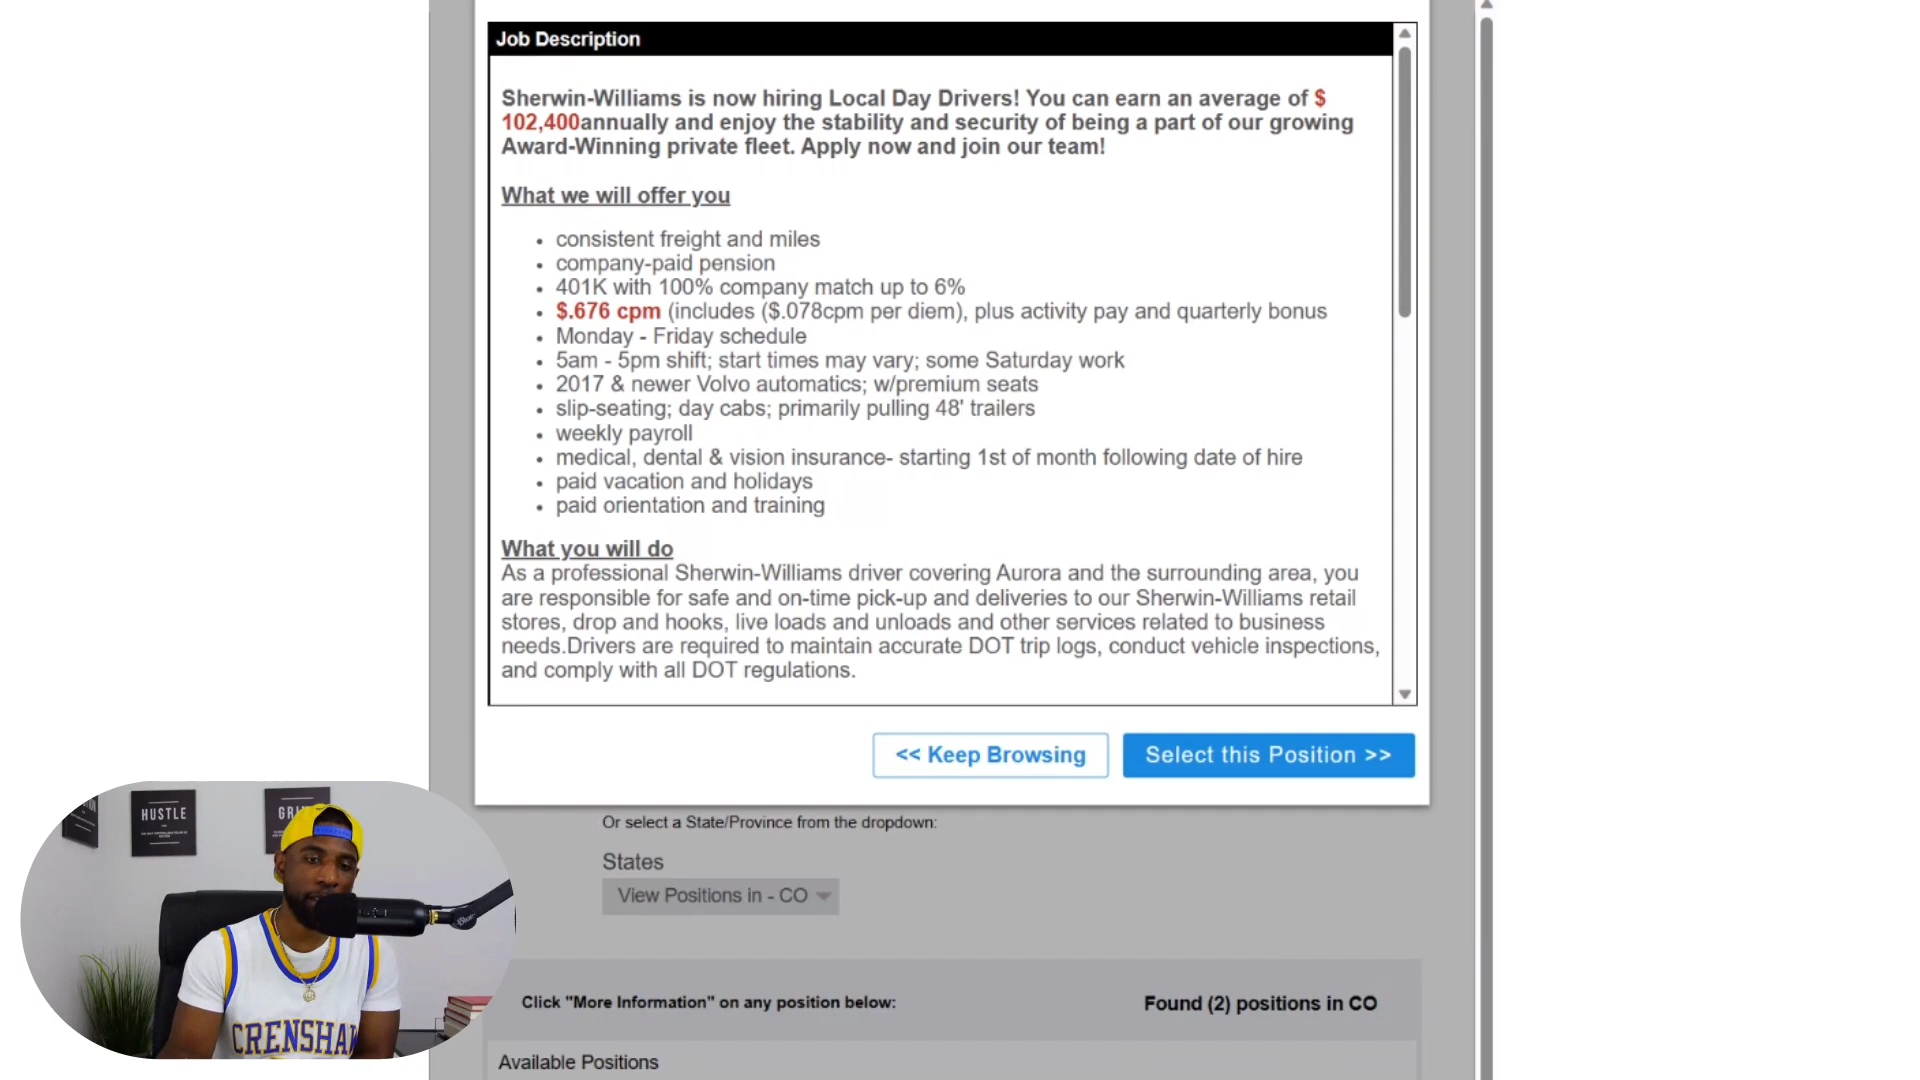 Job Description
Sherwin-Williams is now hiring Local Day Drivers! You can earn an average of $
102,400annually and enjoy the stability and security of being a part of our growing
Award-Winning private fleet. Apply now and join our team!
What we will offer you
• consistent freight and miles
• company-paid pension
• 401K with 100% company match up to 6%
• $.676 cpm (includes ($.078cpm per diem), plus activity pay and quarterly bonus
• Monday - Friday schedule
• 5am - 5pm shift; start times may vary; some Saturday work
• 2017 & newer Volvo automatics; w/premium seats
• slip-seating; day cabs; primarily pulling 48' trailers
• weekly payroll
• medical, dental & vision insurance- starting 1st of month following date of hire
• paid vacation and holidays
• paid orientation and training
What you will do
As a professional Sherwin-Williams driver covering Aurora and the surrounding area, you
are responsible for safe and on-time pick-up and deliveries to our Sherwin-Williams retail
stores, drop and hooks, live loads and unloads and other services related to business
needs.Drivers are required to maintain accurate DOT trip logs, conduct vehicle inspections,
and comply with all DOT regulations.
<< Keep Browsing
Select this Position >>
Or select a State/Province from the dropdown:
States
View Positions in - CO
Click "More Information" on any position below:
Found (2) positions in CO
Available Positions
HUSTLE
GRI
CRENSHAW